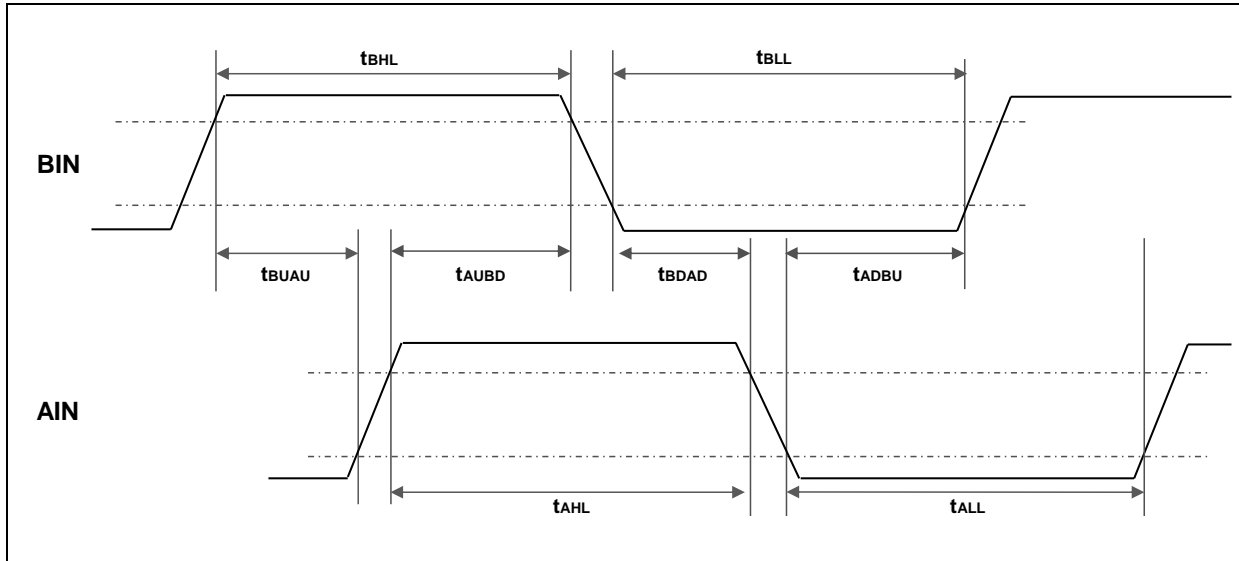 tBHL tBLL
BIN
tBUAU tAUBD tBDAD tADBU
AIN
tAHL tALL